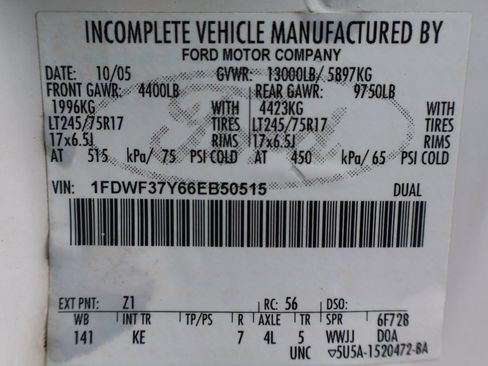 INCOMPLETE VEHICLE MANUFACTURED BY
FORD MOTOR COMPANY
DATE: 10/05 GVWR: 13000LB/ 5897KG
FRONT GAWR: 4400LB REAR GAWR: 9750LB
1996KG WITH 4423KG WITH
LT245/75R17 TIRES LT245/75R17 TIRES
17x6.5J RIMS 17x6.5J RIMS
AT 515 kPa/ 75 PSI COLD AT 450 kPa/ 65 PSI COLD
VIN: 1FDWF37Y66EB50515 DUAL
Ford
EXT PNT: Z1 RC: 56 DSO:
WB INT TR TP/PS R AXLE TR SPR 6F728
141 KE 7 4L 5 WWJJ DOA
UNC ▽5U5A-1520472-BA